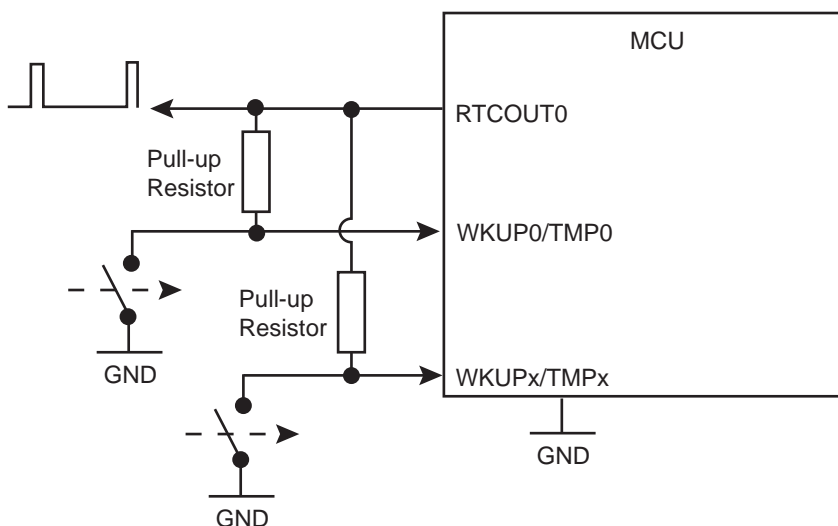 MCU
RTCOUT0
Pull-up
Resistor
WKUP0/TMP0
Pull-up
Resistor
GND
WKUPx/TMPx
GND
GND